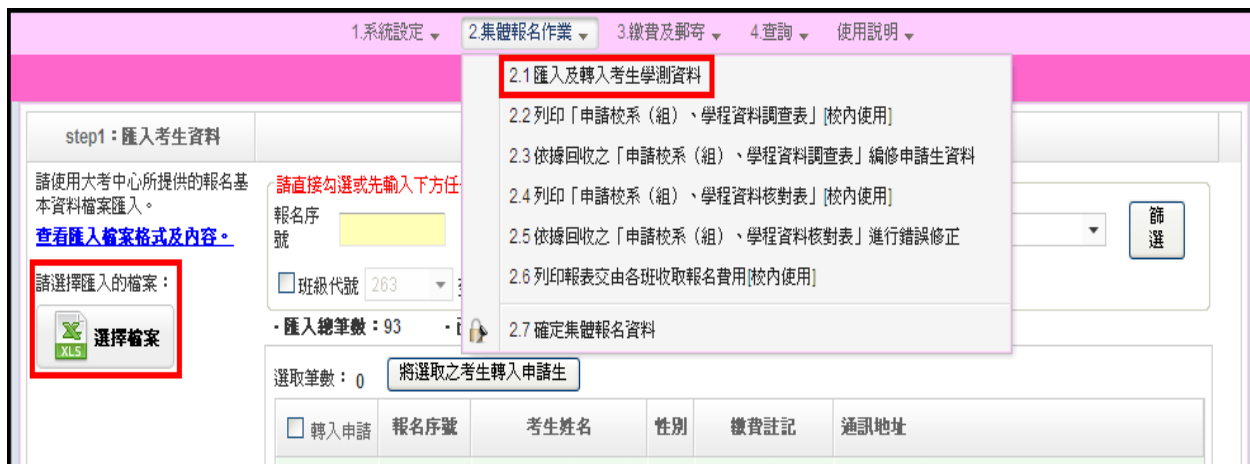 1.系統設定 2.集體報名作業 3.繳費及郵寄 4.查詢 使用說明
2.1 匯入及轉入考生學測資料
2.2 列印「申請校系（組）、學程資料調查表」[校內使用]
2.3 依據回收之「申請校系（組）、學程資料調查表」編修申請生資料
2.4 列印「申請校系（組）、學程資料核對表」[校內使用]
2.5 依據回收之「申請校系（組）、學程資料核對表」進行錯誤修正
2.6 列印報表交由各班收取報名費用[校內使用]
2.7 確定集體報名資料
step1：匯入考生資料
請使用大考中心所提供的報名基
本資料檔案匯入。
查看匯入檔案格式及內容。
請選擇匯入的檔案：
XLS 選擇檔案
請直接勾選或先輸入下方任
報名序
號
篩
選
班級代號 263
·匯入總筆數：93
選取筆數： 0 將選取之考生轉入申請生
轉入申請 報名序號 考生姓名 性別 繳費註記 通訊地址